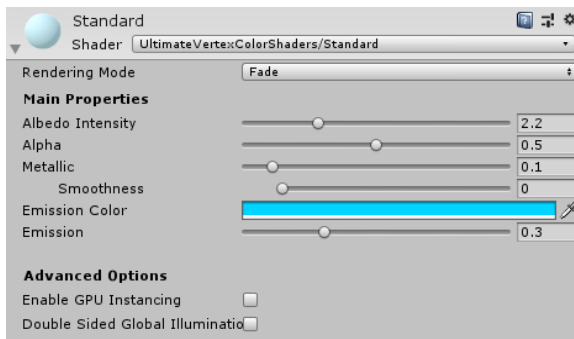 Standard
Shader UltimateVertexColorShaders/Standard
Rendering Mode Fade
Main Properties
Albedo Intensity 2.2
Alpha 0.5
Metallic 0.1
Smoothness 0
Emission Color
Emission 0.3
Advanced Options
Enable GPU Instancing
Double Sided Global Illuminatio